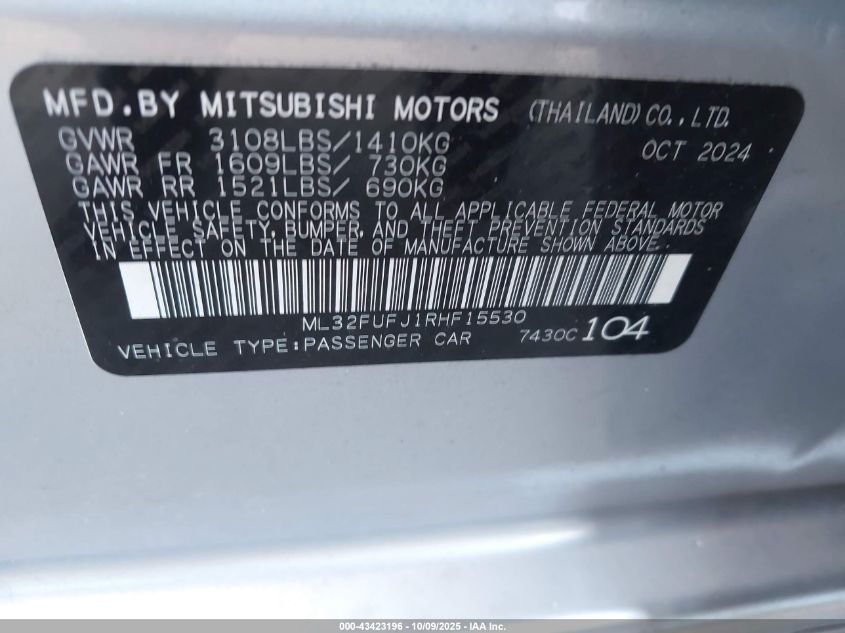 MFD. BY MITSUBISHI MOTORS (THAILAND) CO., LTD.
GVWR 3108LBS/1410KG OCT 2024
GAWR FR 1609LBS/ 730KG
GAWR RR 1521LBS/ 690KG
THIS VEHICLE CONFORMS TO ALL APPLICABLE FEDERAL MOTOR
VEHICLE SAFETY, BUMPER, AND THEFT PREVENTION STANDARDS
IN EFFECT ON THE DATE OF MANUFACTURE SHOWN ABOVE.
ML32FUFJ1RHF15530
VEHICLE TYPE:PASSENGER CAR 7430C 104
000-43423196 - 10/09/2025 - IAA Inc.